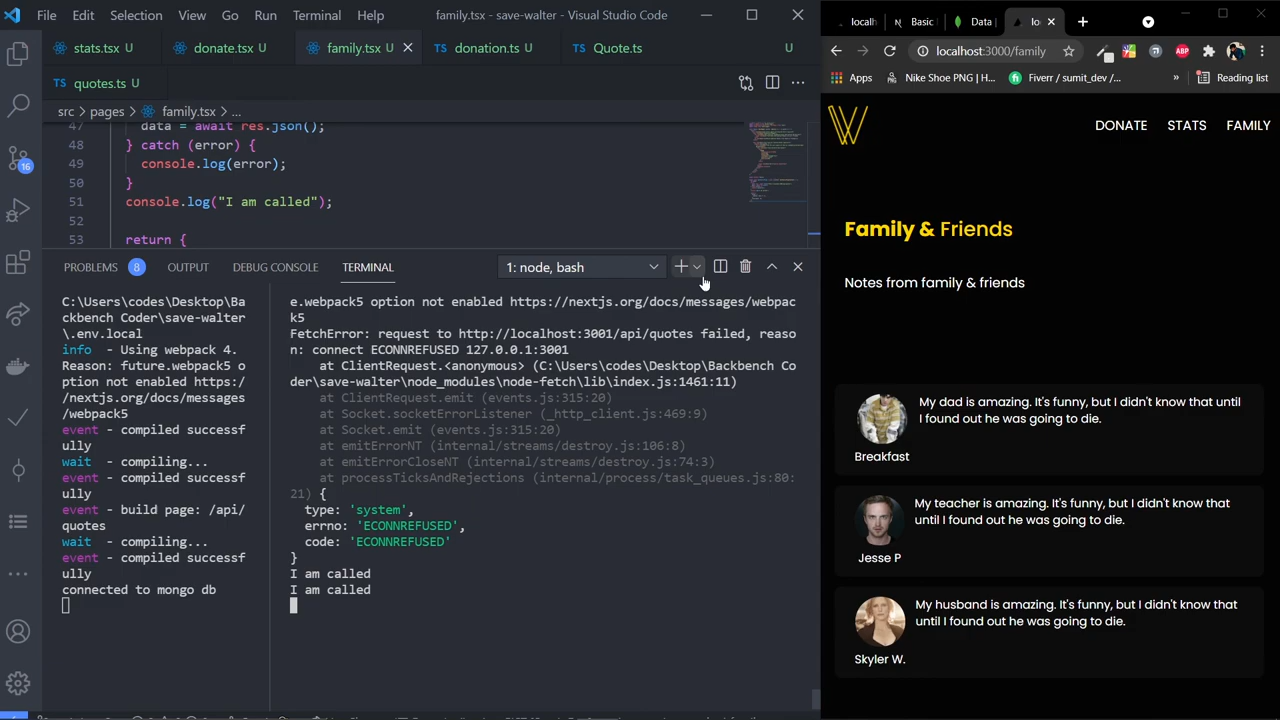 File Edit Selection View Go Run Terminal Help family.tsx - save-walter - Visual Studio Code
stats.tsx U donate.tsx U family.tsx U donation.ts U Quote.ts U
TS quotes.ts U
src > pages > family.tsx > ...
47 data = await res.json();
48 } catch (error) {
49 console.log(error);
50 }
51 console.log("I am called");
52
53 return {
PROBLEMS 8 OUTPUT DEBUG CONSOLE TERMINAL 1: node, bash
C:\Users\codes\Desktop\Ba
ckbench Coder\save-walter
\.env.local
info - Using webpack 4.
Reason: future.webpack5 o
ption not enabled https:/
/nextjs.org/docs/messages
/webpack5
event - compiled successf
ully
wait - compiling...
event - compiled successf
ully
event - build page: /api/
quotes
wait - compiling...
event - compiled successf
ully
connected to mongo db
e.webpack5 option not enabled https://nextjs.org/docs/messages/webpac
k5
FetchError: request to http://localhost:3001/api/quotes failed, reaso
n: connect ECONNREFUSED 127.0.0.1:3001
at ClientRequest.<anonymous> (C:\Users\codes\Desktop\Backbench Co
der\save-walter\node_modules\node-fetch\lib\index.js:1461:11)
at ClientRequest.emit (events.js:315:20)
at Socket.socketErrorListener (_http_client.js:469:9)
at Socket.emit (events.js:315:20)
at emitErrorNT (internal/streams/destroy.js:106:8)
at emitErrorCloseNT (internal/streams/destroy.js:74:3)
at processTicksAndRejections (internal/process/task_queues.js:80:
21) {
type: 'system',
errno: 'ECONNREFUSED',
code: 'ECONNREFUSED'
}
I am called
I am called
16
localh Basic Data lo
localhost:3000/family ABP
Apps Nike Shoe PNG | H... Fiverr / sumit_dev /... » Reading list
DONATE STATS FAMILY
Family & Friends
Notes from family & friends
My dad is amazing. It's funny, but I didn't know that until
I found out he was going to die.
Breakfast
My teacher is amazing. It's funny, but I didn't know that
until I found out he was going to die.
Jesse P
My husband is amazing. It's funny, but I didn't know that
until I found out he was going to die.
Skyler W.